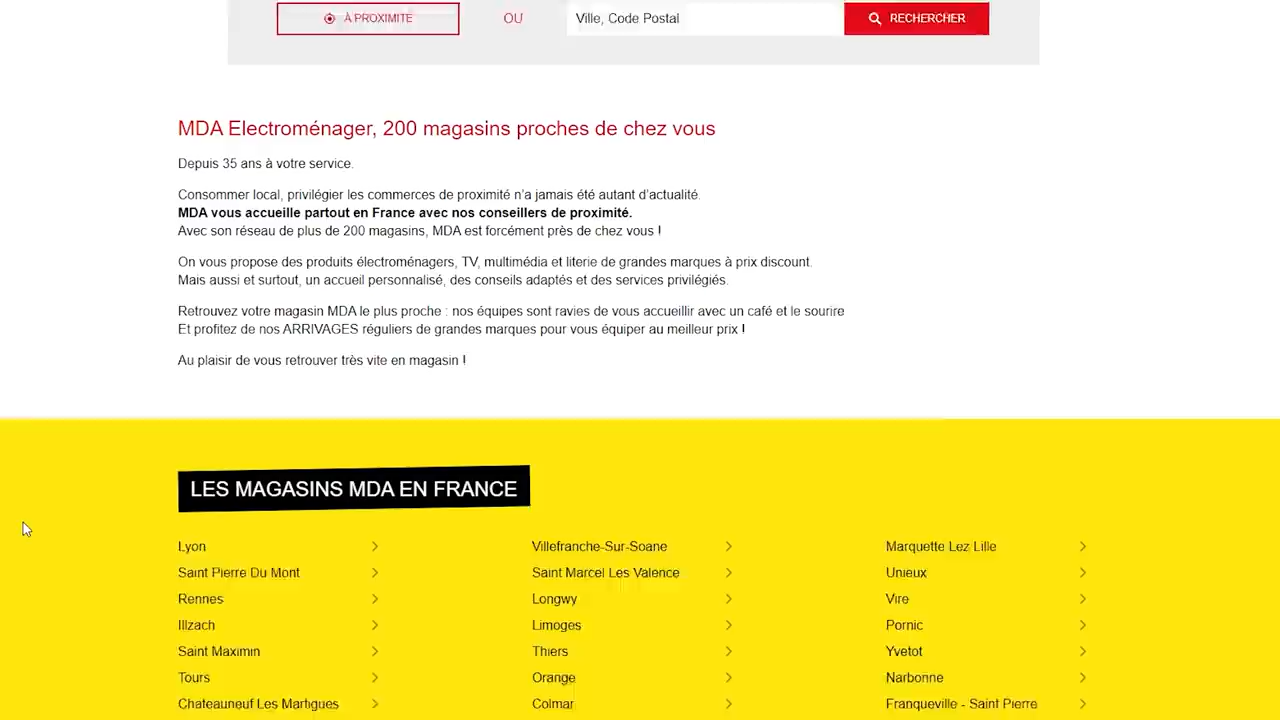 À PROXIMITÉ OU Ville, Code Postal RECHERCHER
MDA Electroménager, 200 magasins proches de chez vous
Depuis 35 ans à votre service.
Consommer local, privilégier les commerces de proximité n'a jamais été autant d'actualité.
MDA vous accueille partout en France avec nos conseillers de proximité.
Avec son réseau de plus de 200 magasins, MDA est forcément près de chez vous !
On vous propose des produits électroménagers, TV, multimédia et literie de grandes marques à prix discount.
Mais aussi et surtout, un accueil personnalisé, des conseils adaptés et des services privilégiés.
Retrouvez votre magasin MDA le plus proche : nos équipes sont ravies de vous accueillir avec un café et le sourire
Et profitez de nos ARRIVAGES réguliers de grandes marques pour vous équiper au meilleur prix !
Au plaisir de vous retrouver très vite en magasin !
LES MAGASINS MDA EN FRANCE
Lyon Villefranche-Sur-Soane Marquette Lez Lille
Saint Pierre Du Mont Saint Marcel Les Valence Unieux
Rennes Longwy Vire
Illzach Limoges Pornic
Saint Maximin Thiers Yvetot
Tours Orange Narbonne
Chateauneuf Les Martigues Colmar Franqueville - Saint Pierre